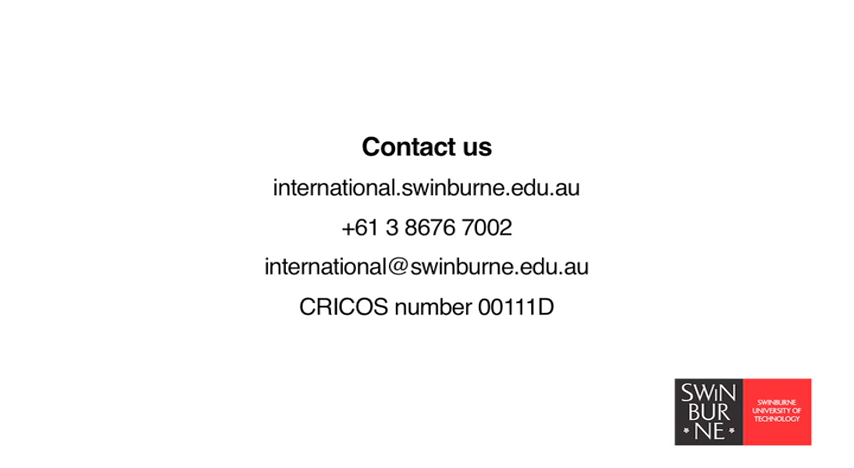 Contact us
international.swinburne.edu.au
+61 3 8676 7002
international@swinburne.edu.au
CRICOS number 00111D
SWiN
BUR
NE
SWINBURNE
UNIVERSITY OF
TECHNOLOGY